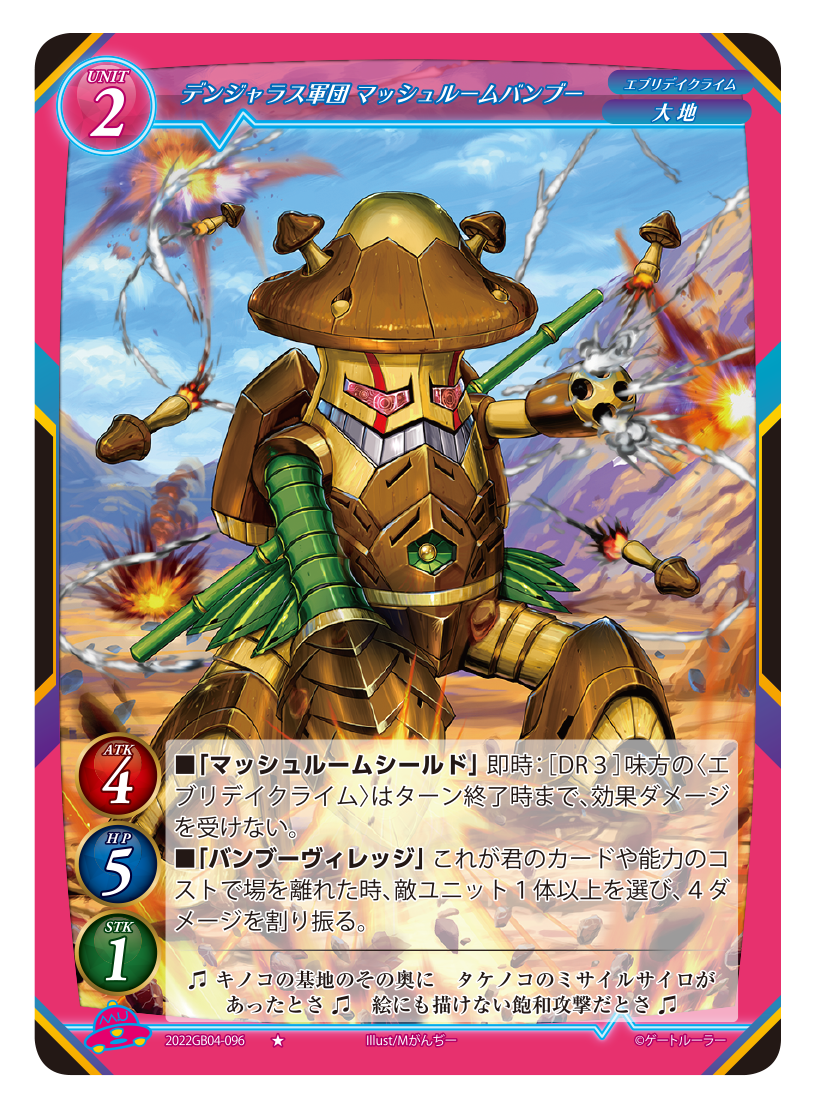 UNIT
2
デンジャラス軍団 マッシュルームバンブー
エブリデイクライム
大地
ATK
4
HP
5
STK
1
■「マッシュルームシールド」即時：［DR３］味方の〈エ
ブリデイクライム〉はターン終了時まで、効果ダメージ
を受けない。
■「バンブーヴィレッジ」これが君のカードや能力のコ
ストで場を離れた時、敵ユニット１体以上を選び、４ダ
メージを割り振る。
♫ キノコの基地のその奥に　タケノコのミサイルサイロが
あったとさ ♫　絵にも描けない飽和攻撃だとさ ♫
2022GB04-096 ★ Illust/Mがんぢー ©ゲートルーラー